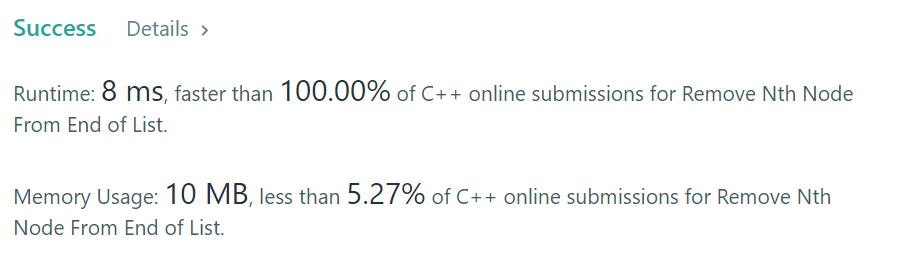 Success Details >
Runtime: 8 ms, faster than 100.00% of C++ online submissions for Remove Nth Node
From End of List.
Memory Usage: 10 MB, less than 5.27% of C++ online submissions for Remove Nth
Node From End of List.